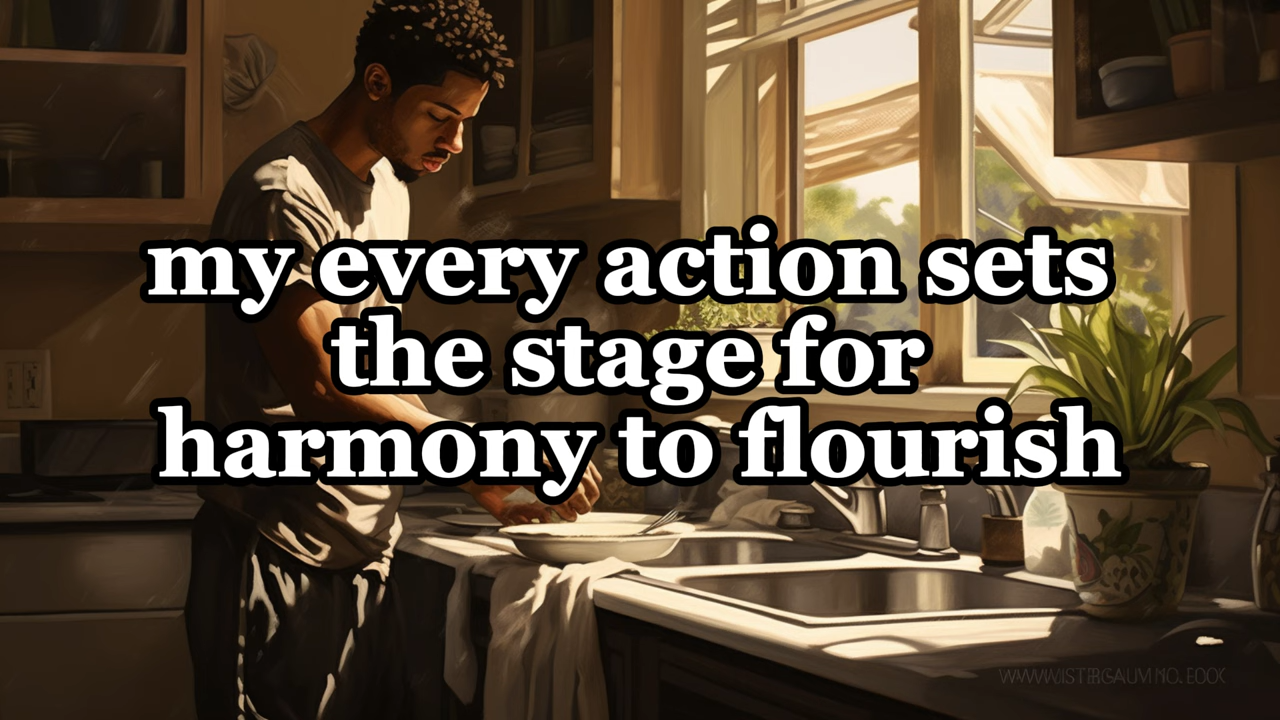 my every action sets
the stage for
harmony to flourish